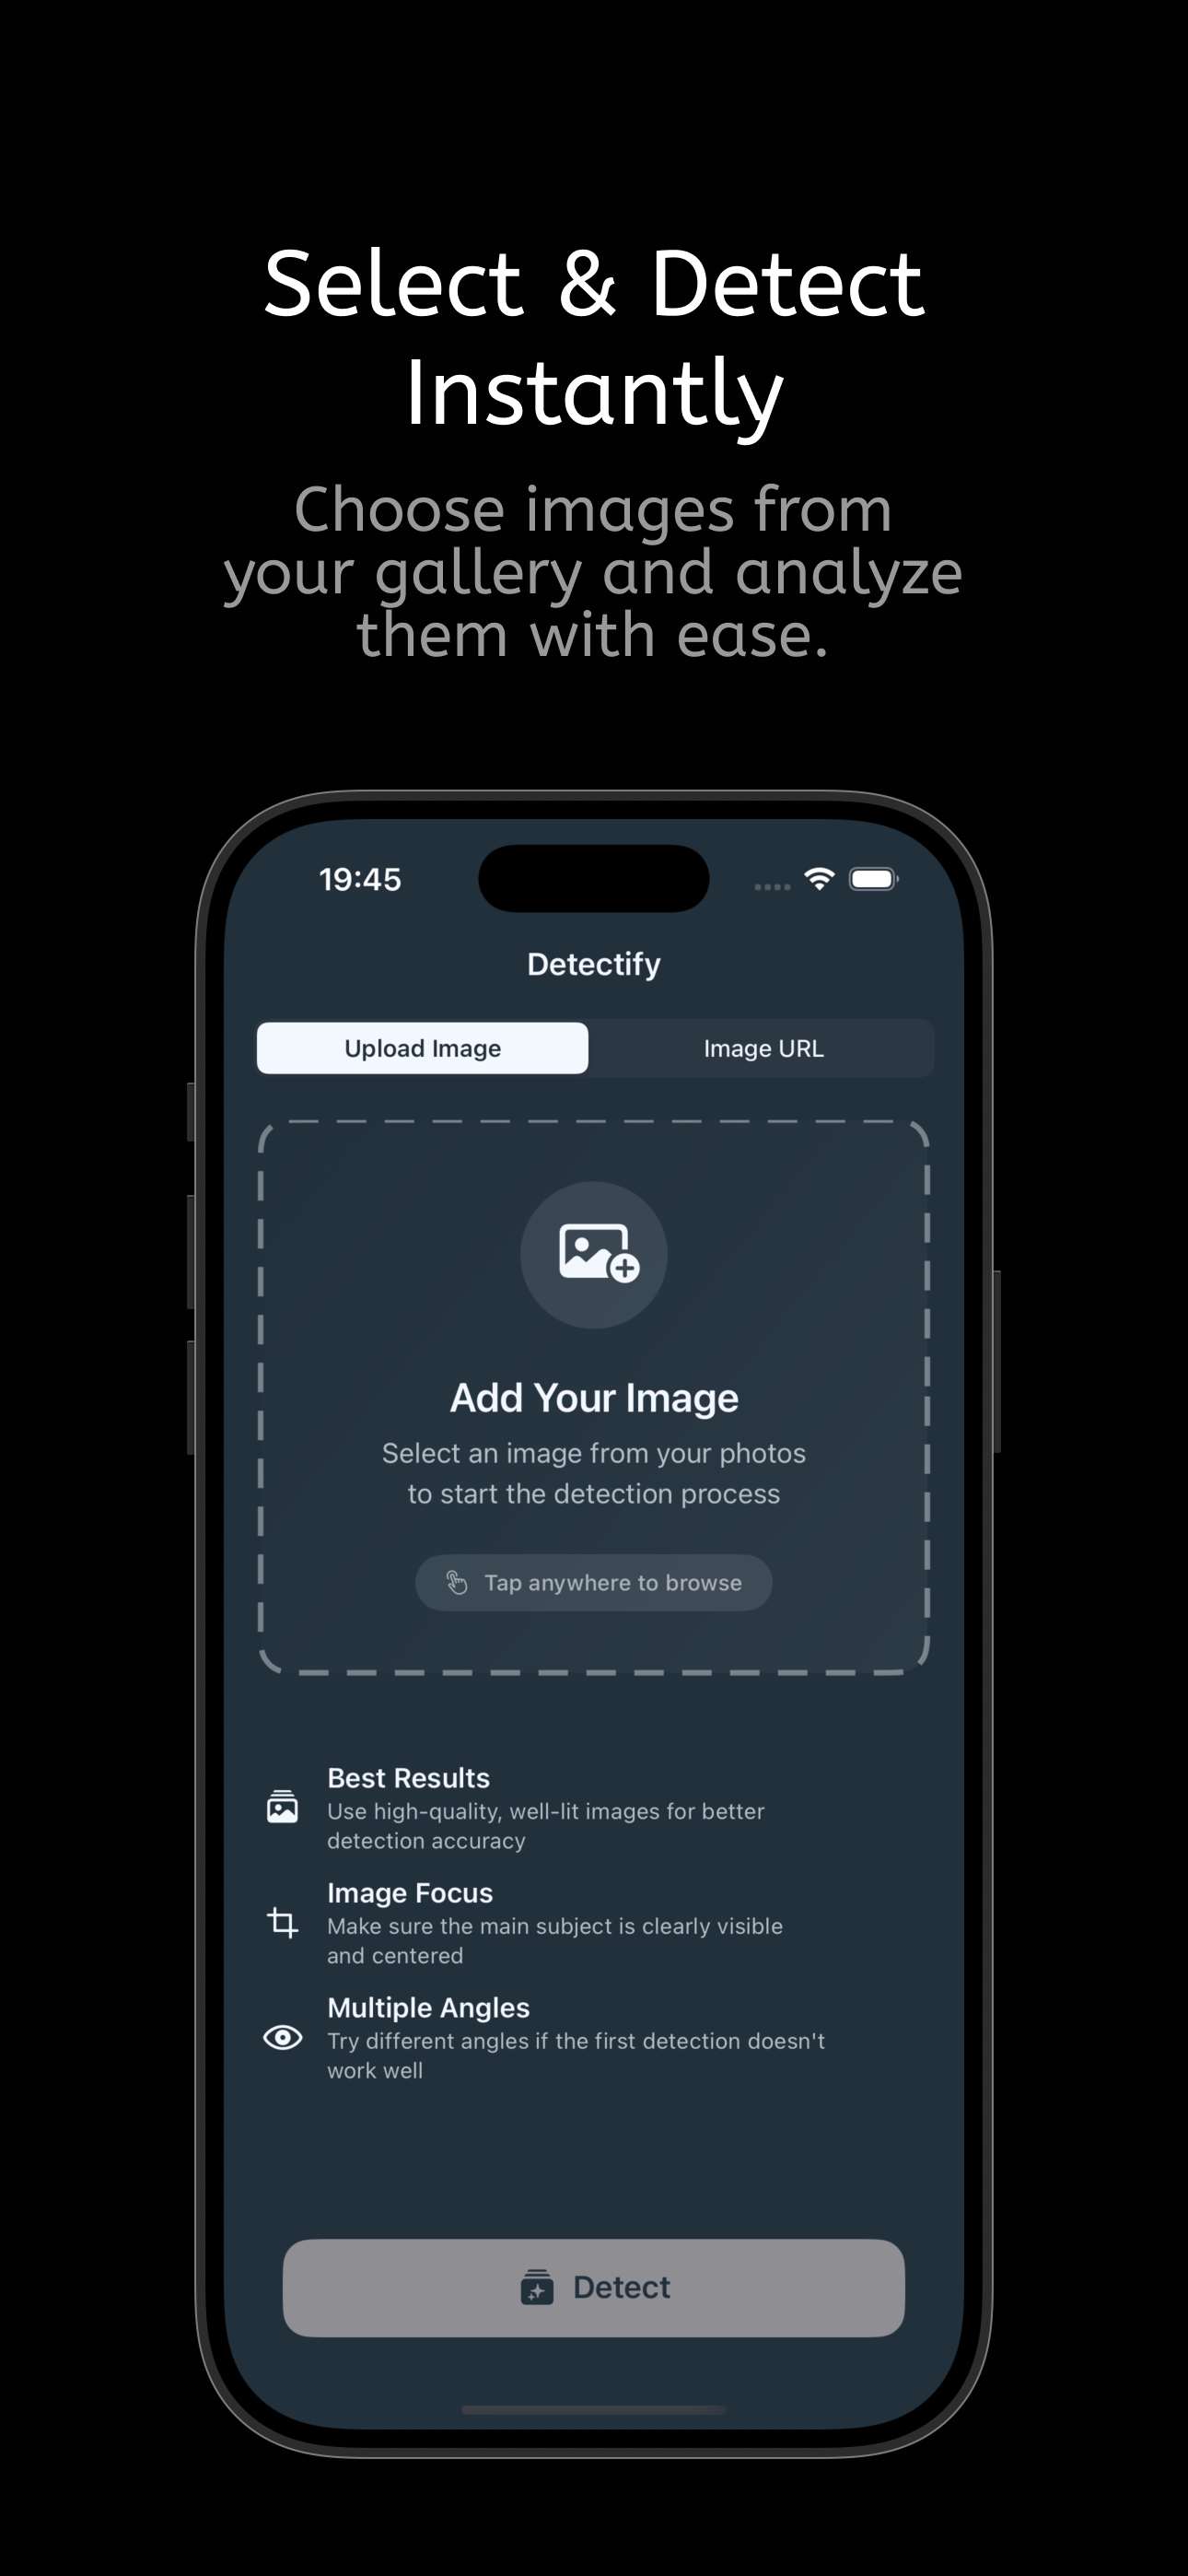 Select & Detect
Instantly
Choose images from
your gallery and analyze
them with ease.
19:45
Detectify
Upload Image
Image URL
Add Your Image
Select an image from your photos
to start the detection process
Tap anywhere to browse
Best Results
Use high-quality, well-lit images for better
detection accuracy
Image Focus
Make sure the main subject is clearly visible
and centered
Multiple Angles
Try different angles if the first detection doesn't
work well
Detect